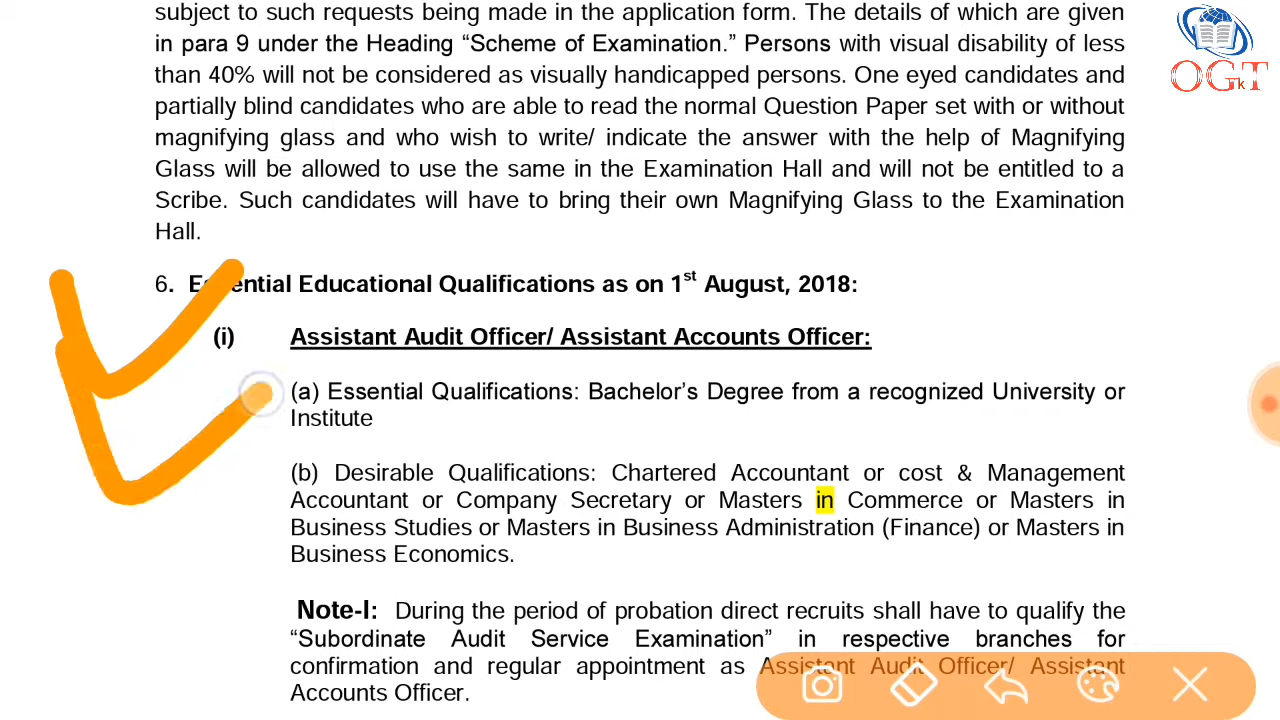 subject to such requests being made in the application form. The details of which are given
in para 9 under the Heading “Scheme of Examination.” Persons with visual disability of less
than 40% will not be considered as visually handicapped persons. One eyed candidates and
partially blind candidates who are able to read the normal Question Paper set with or without
magnifying glass and who wish to write/ indicate the answer with the help of Magnifying
Glass will be allowed to use the same in the Examination Hall and will not be entitled to a
Scribe. Such candidates will have to bring their own Magnifying Glass to the Examination
Hall.
6. Essential Educational Qualifications as on 1st August, 2018:
(i) Assistant Audit Officer/ Assistant Accounts Officer:
(a) Essential Qualifications: Bachelor’s Degree from a recognized University or
Institute
(b) Desirable Qualifications: Chartered Accountant or cost & Management
Accountant or Company Secretary or Masters in Commerce or Masters in
Business Studies or Masters in Business Administration (Finance) or Masters in
Business Economics.
Note-I: During the period of probation direct recruits shall have to qualify the
“Subordinate Audit Service Examination” in respective branches for
confirmation and regular appointment as Assistant Audit Officer/ Assistant
Accounts Officer.
OGTk